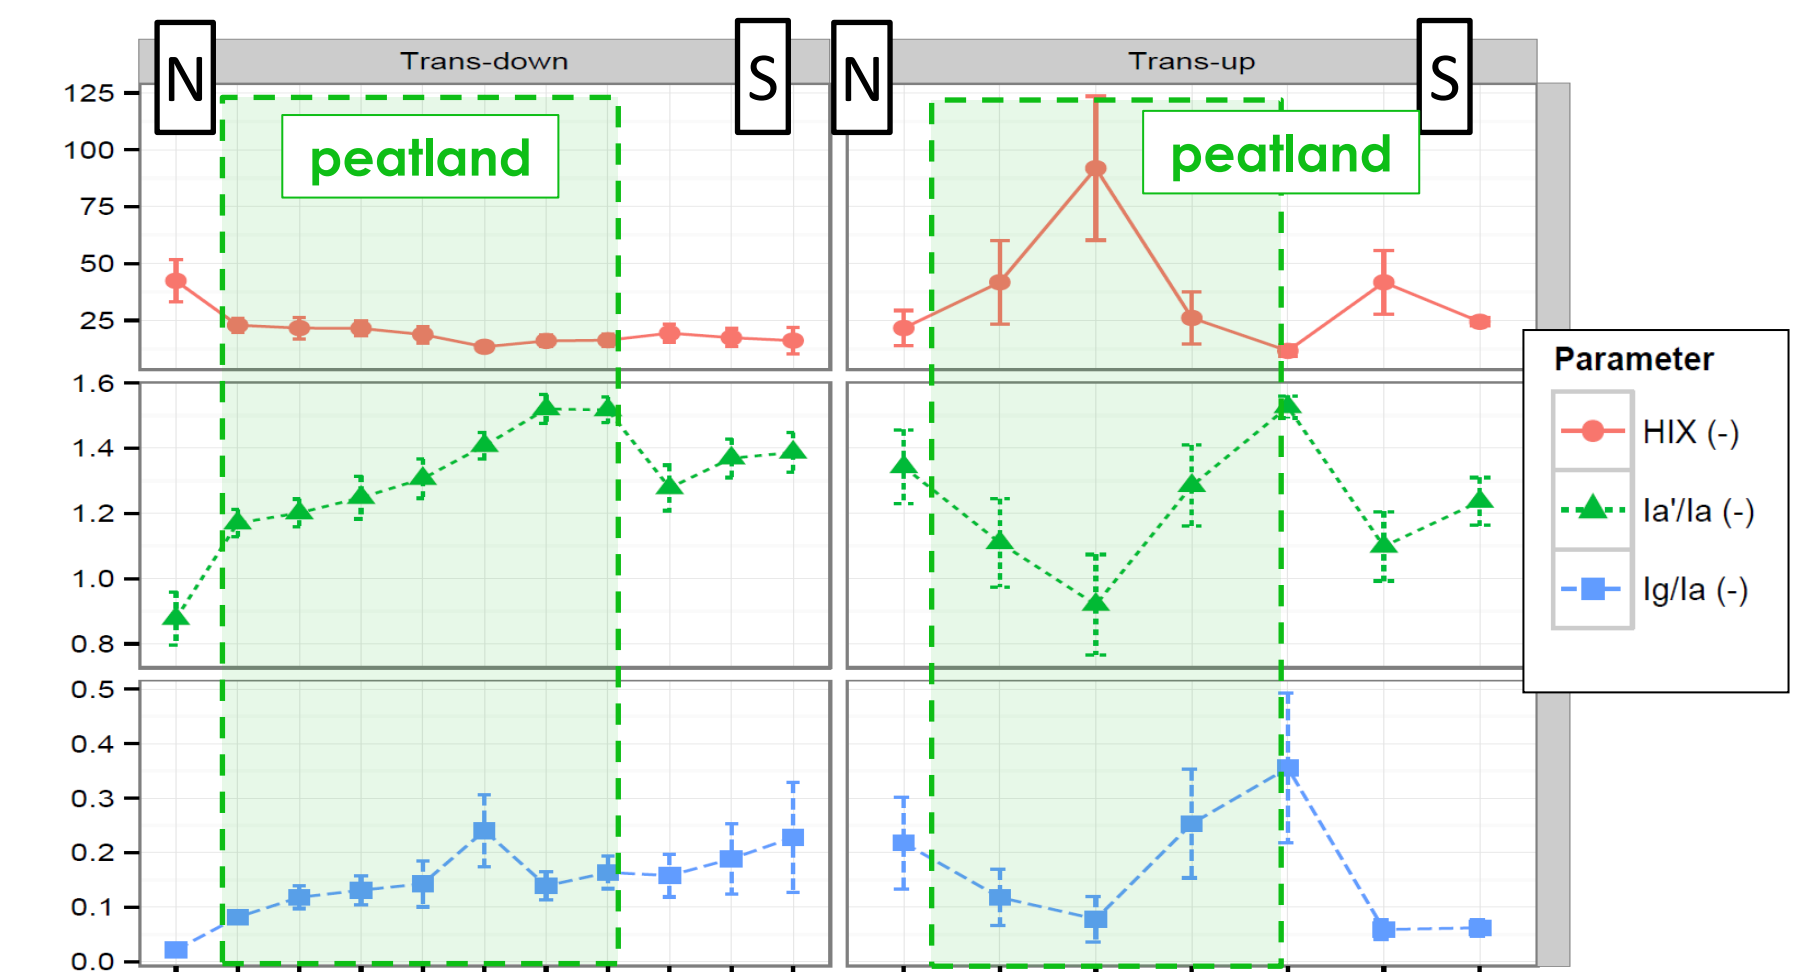 N
Trans-down
S
N
Trans-up
S
peatland
peatland
125
100
75
50
25
1.6
1.4
1.2
1.0
0.8
0.5
0.4
0.3
0.2
0.1
0.0
Parameter
HIX (-)
Ia'/Ia (-)
Ig/Ia (-)